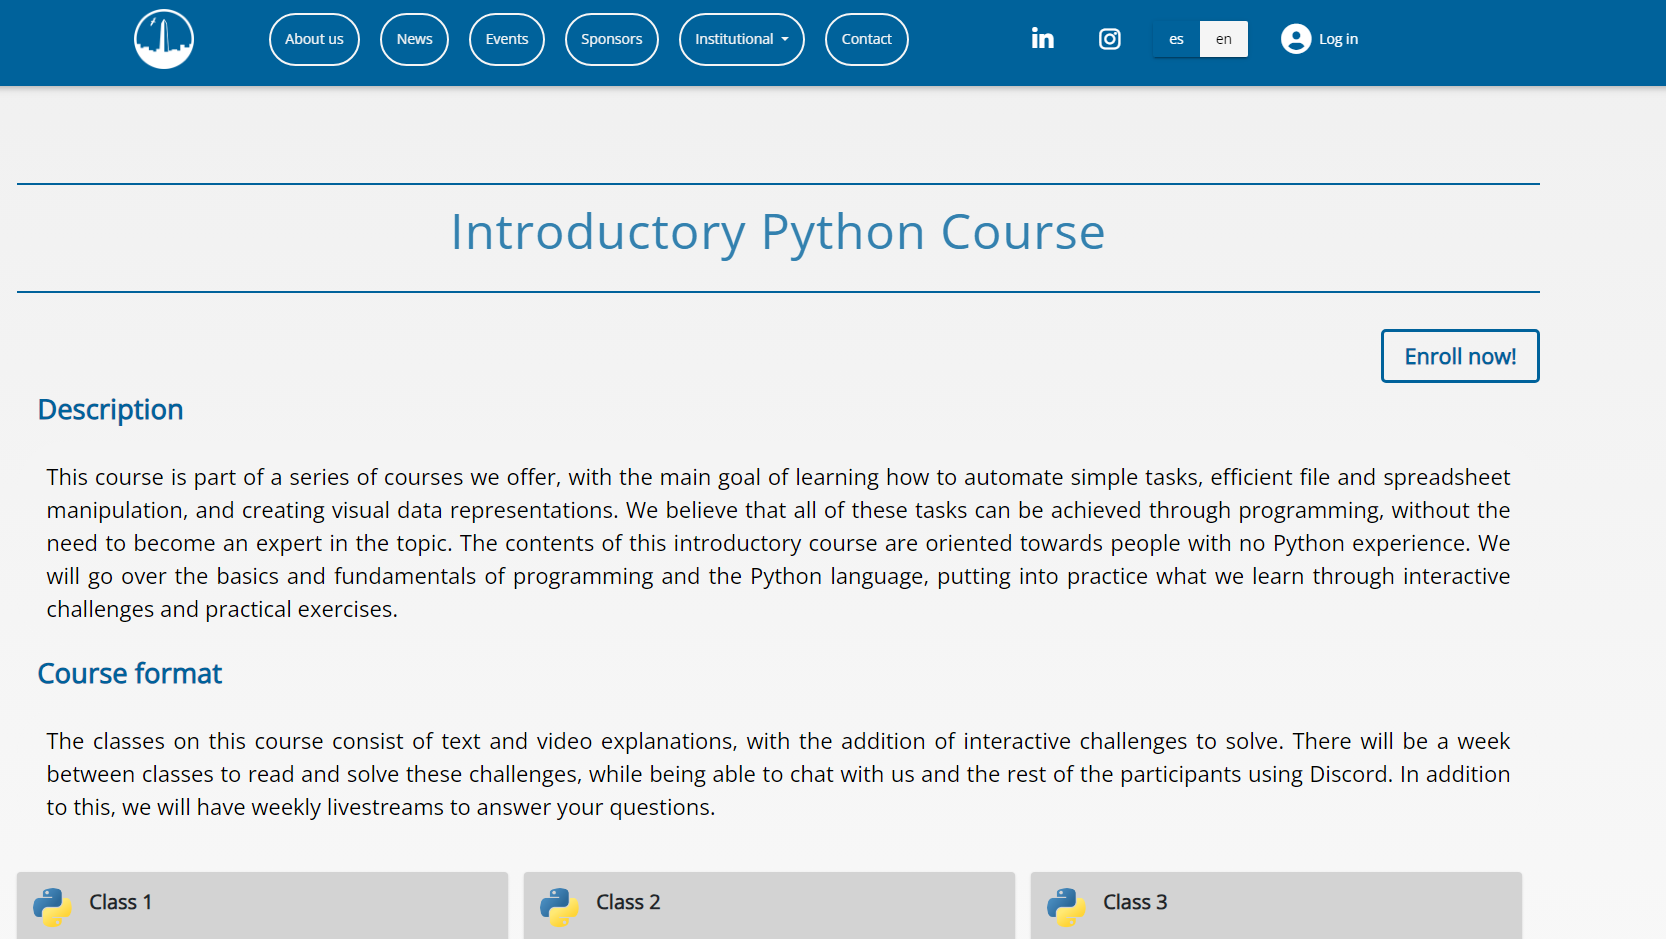 About us
News
Events
Sponsors
Institutional
Contact
in
es
en
Log in
Introductory Python Course
Enroll now!
Description
This course is part of a series of courses we offer, with the main goal of learning how to automate simple tasks, efficient file and spreadsheet
manipulation, and creating visual data representations. We believe that all of these tasks can be achieved through programming, without the
need to become an expert in the topic. The contents of this introductory course are oriented towards people with no Python experience. We
will go over the basics and fundamentals of programming and the Python language, putting into practice what we learn through interactive
challenges and practical exercises.
Course format
The classes on this course consist of text and video explanations, with the addition of interactive challenges to solve. There will be a week
between classes to read and solve these challenges, while being able to chat with us and the rest of the participants using Discord. In addition
to this, we will have weekly livestreams to answer your questions.
Class 1
Class 2
Class 3